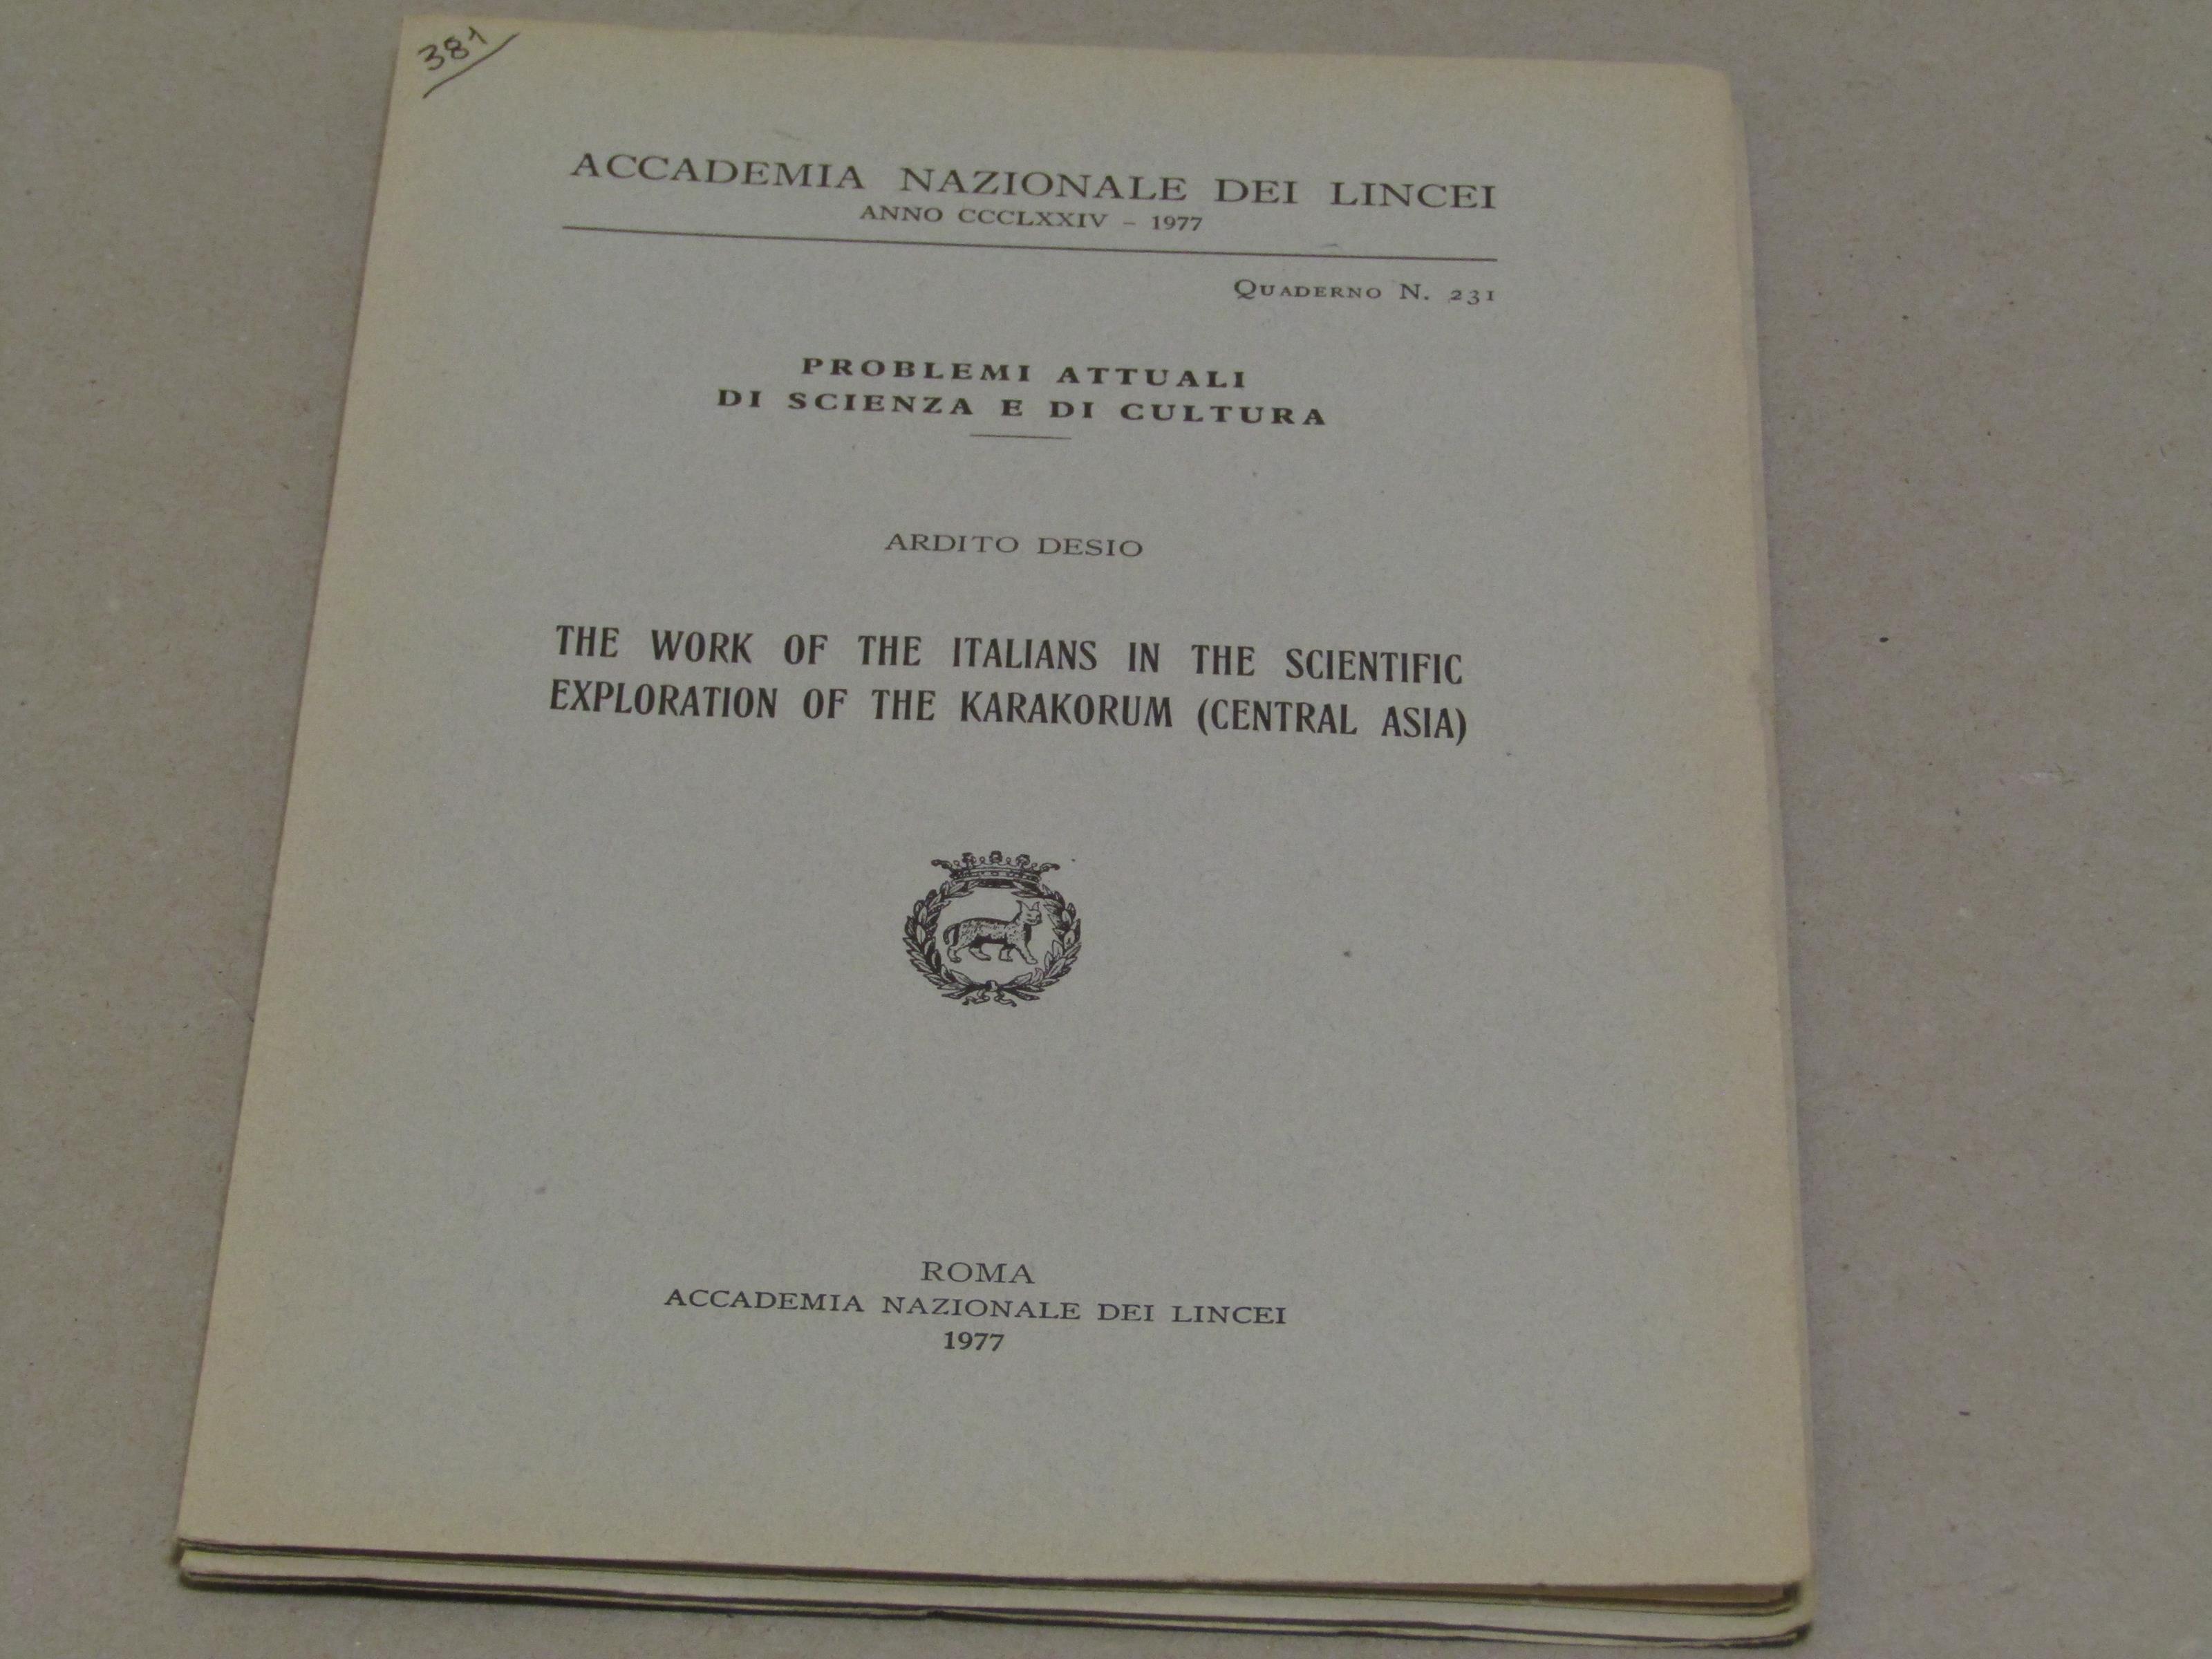 381
ACCADEMIA NAZIONALE DEI LINCEI
ANNO CCCLXXIV – 1977
QUADERNO N. 231
PROBLEMI ATTUALI
DI SCIENZA E DI CULTURA
ARDITO DESIO
THE WORK OF THE ITALIANS IN THE SCIENTIFIC
EXPLORATION OF THE KARAKORUM (CENTRAL ASIA)
ROMA
ACCADEMIA NAZIONALE DEI LINCEI
1977